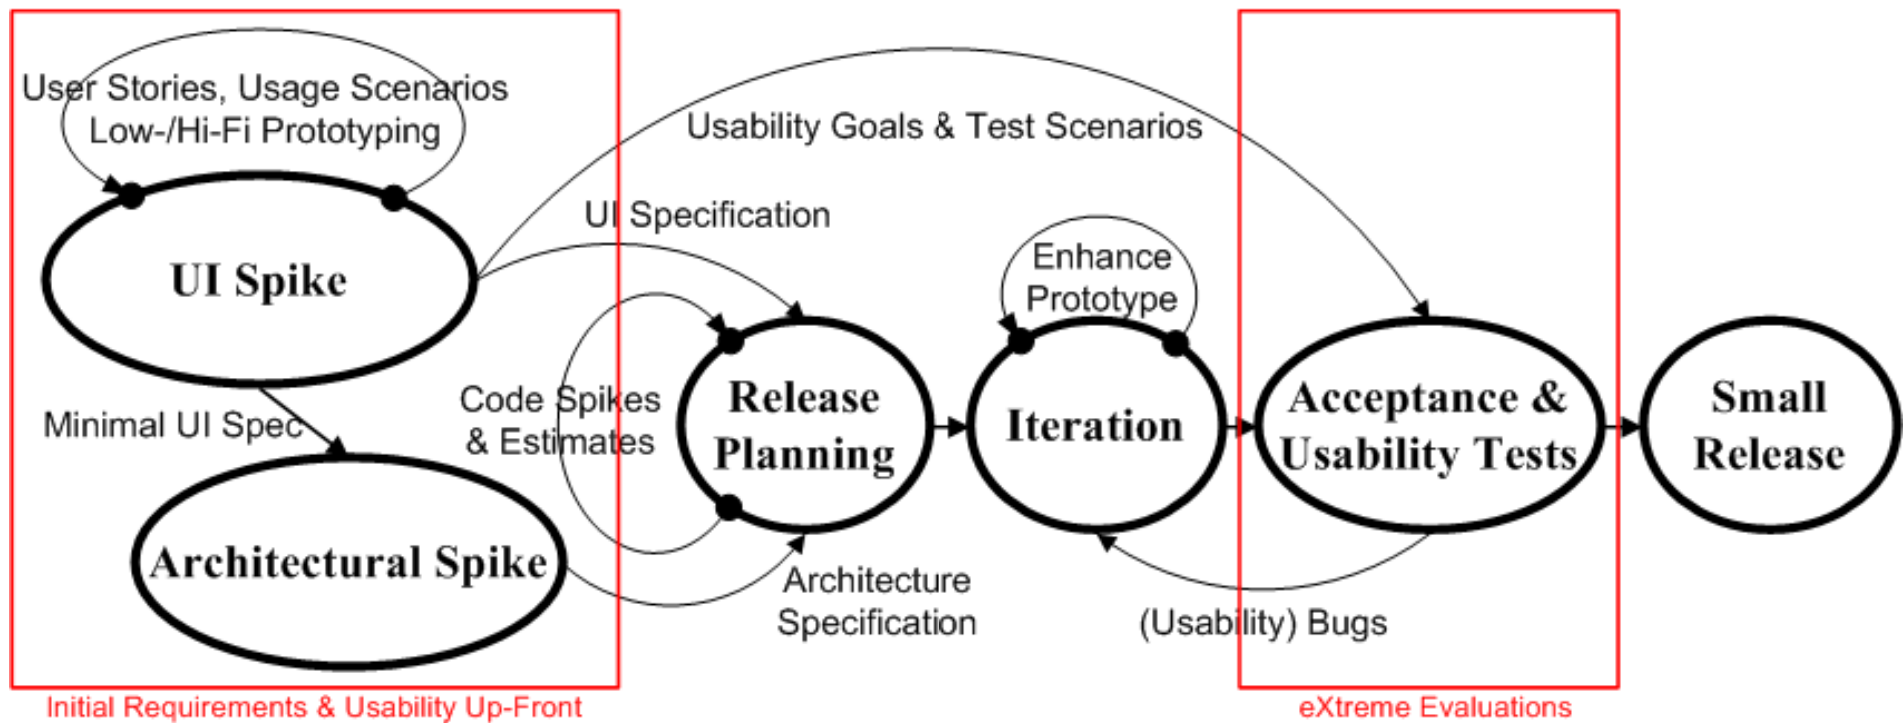 User Stories, Usage Scenarios
Low-/Hi-Fi Prototyping
Usability Goals & Test Scenarios
UI Specification
UI Spike
Enhance
Prototype
Minimal UI Spec
Code Spikes
& Estimates
Release
Planning
Iteration
Acceptance &
Usability Tests
Small
Release
Architectural Spike
Architecture
Specification
(Usability) Bugs
Initial Requirements & Usability Up-Front
eXtreme Evaluations